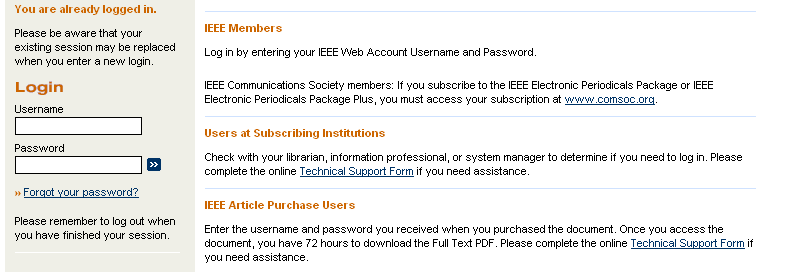 You are already logged in.
Please be aware that your
existing session may be replaced
when you enter a new login.
Login
Username
Password
»
» Forgot your password?
Please remember to log out when
you have finished your session.
IEEE Members
Log in by entering your IEEE Web Account Username and Password.
IEEE Communications Society members: If you subscribe to the IEEE Electronic Periodicals Package or IEEE
Electronic Periodicals Package Plus, you must access your subscription at www.comsoc.org.
Users at Subscribing Institutions
Check with your librarian, information professional, or system manager to determine if you need to log in. Please
complete the online Technical Support Form if you need assistance.
IEEE Article Purchase Users
Enter the username and password you received when you purchased the document. Once you access the
document, you have 72 hours to download the Full Text PDF. Please complete the online Technical Support Form if
you need assistance.